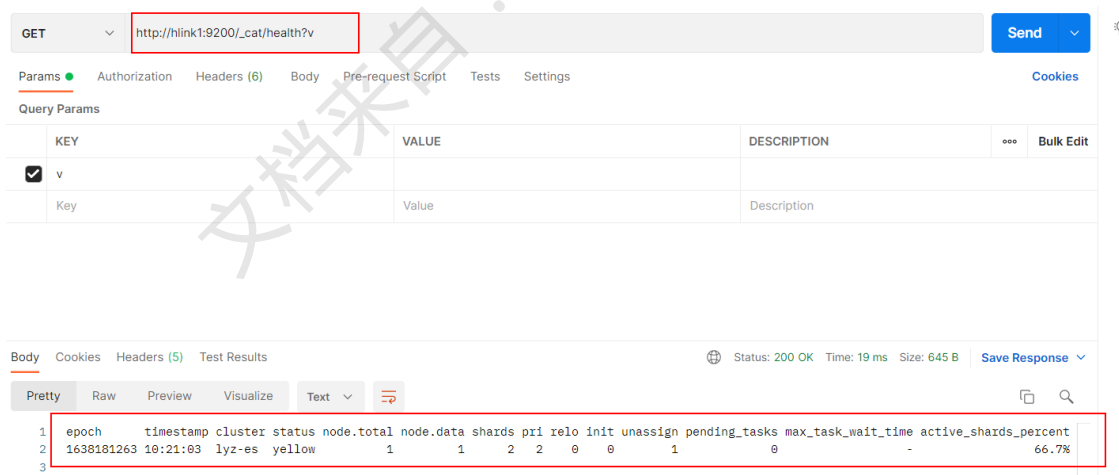 GET http://hlink1:9200/_cat/health?v Send
Params Authorization Headers (6) Body Pre-request Script Tests Settings Cookies
Query Params
KEY VALUE DESCRIPTION ooo Bulk Edit
v
Key Value Description
文档来自
Body Cookies Headers (5) Test Results Status: 200 OK Time: 19 ms Size: 645 B Save Response
Pretty Raw Preview Visualize Text
1 epoch timestamp cluster status node.total node.data shards pri relo init unassign pending_tasks max_task_wait_time active_shards_percent
2 1638181263 10:21:03 lyz-es yellow 1 1 2 2 0 0 1 0 - 66.7%
3